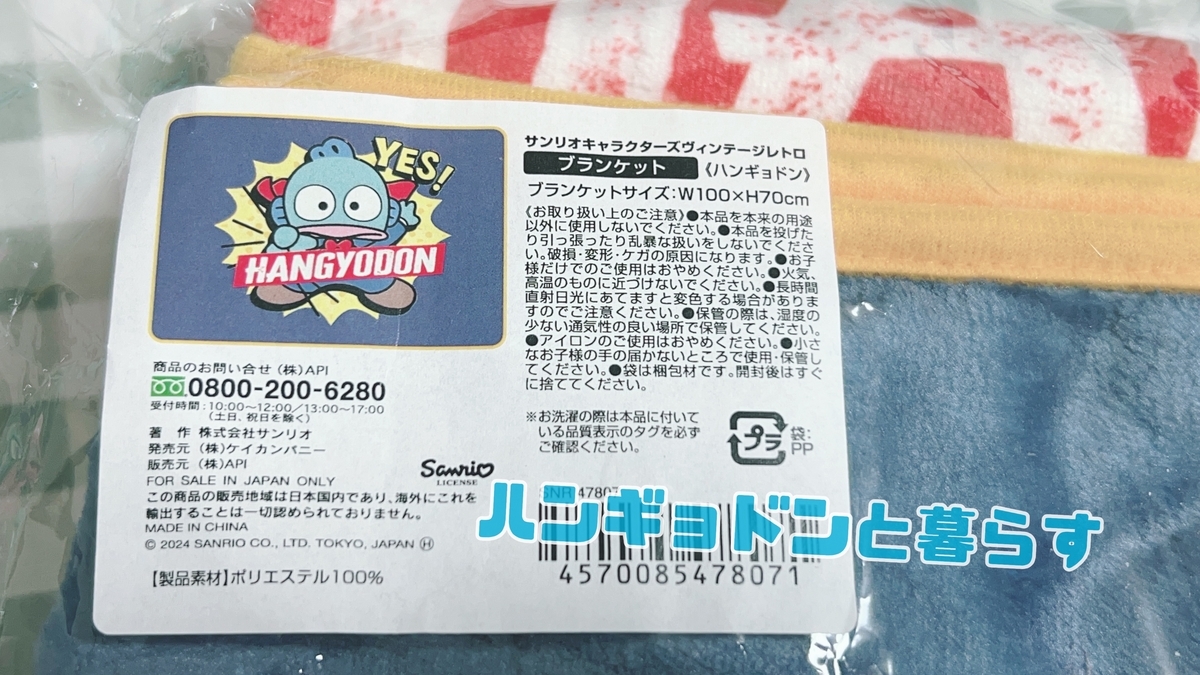 YES!
HANGYODON
サンリオキャラクターズヴィンテージレトロ
ブランケット 《ハンギョドン》
ブランケットサイズ:W100×H70cm
《お取り扱い上のご注意》●本品を本来の用途
以外に使用しないでください。●本品を投げた
り引っ張ったり乱暴な扱いをしないでくださ
い。破損・変形・ケガの原因になります。●お子
様だけでのご使用はおやめください。●火気、
高温のものに近づけないでください。●長時間
直射日光にあてますと変色する場合がありま
すのでご注意ください。●保管の際は、湿度の
少ない通気性の良い場所で保管してください。
●アイロンのご使用はおやめください。●小さ
なお子様の手の届かないところで使用・保管し
てください。●袋は梱包材です。開封後はすぐ
に捨ててください。
※お洗濯の際は本品に付いて
いる品質表示のタグを必ず
ご確認ください。
プラ
袋:
PP
商品のお問い合せ (株)API
0800-200-6280
受付時間:10:00〜12:00/13:00〜17:00
(土日、祝日を除く)
著 作 株式会社サンリオ
発売元 (株)ケイカンパニー
販売元 (株)API
FOR SALE IN JAPAN ONLY
この商品の販売地域は日本国内であり、海外にこれを
輸出することは一切認められておりません。
MADE IN CHINA
© 2024 SANRIO CO., LTD. TOKYO, JAPAN Ⓗ
【製品素材】ポリエステル100%
Sanrio
LICENSE
SNR 47807
ハンギョドンと暮らす
4570085478071